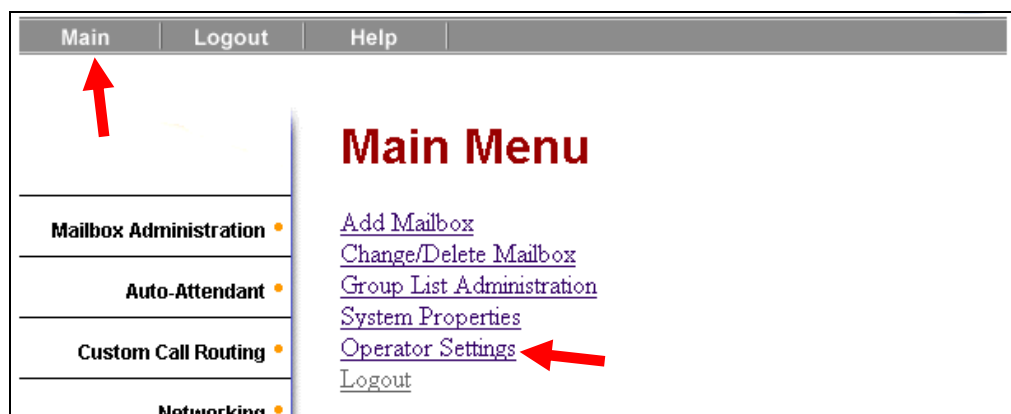 Main Logout Help
Main Menu
Mailbox Administration
Auto-Attendant
Custom Call Routing
Networking
Add Mailbox
Change/Delete Mailbox
Group List Administration
System Properties
Operator Settings
Logout